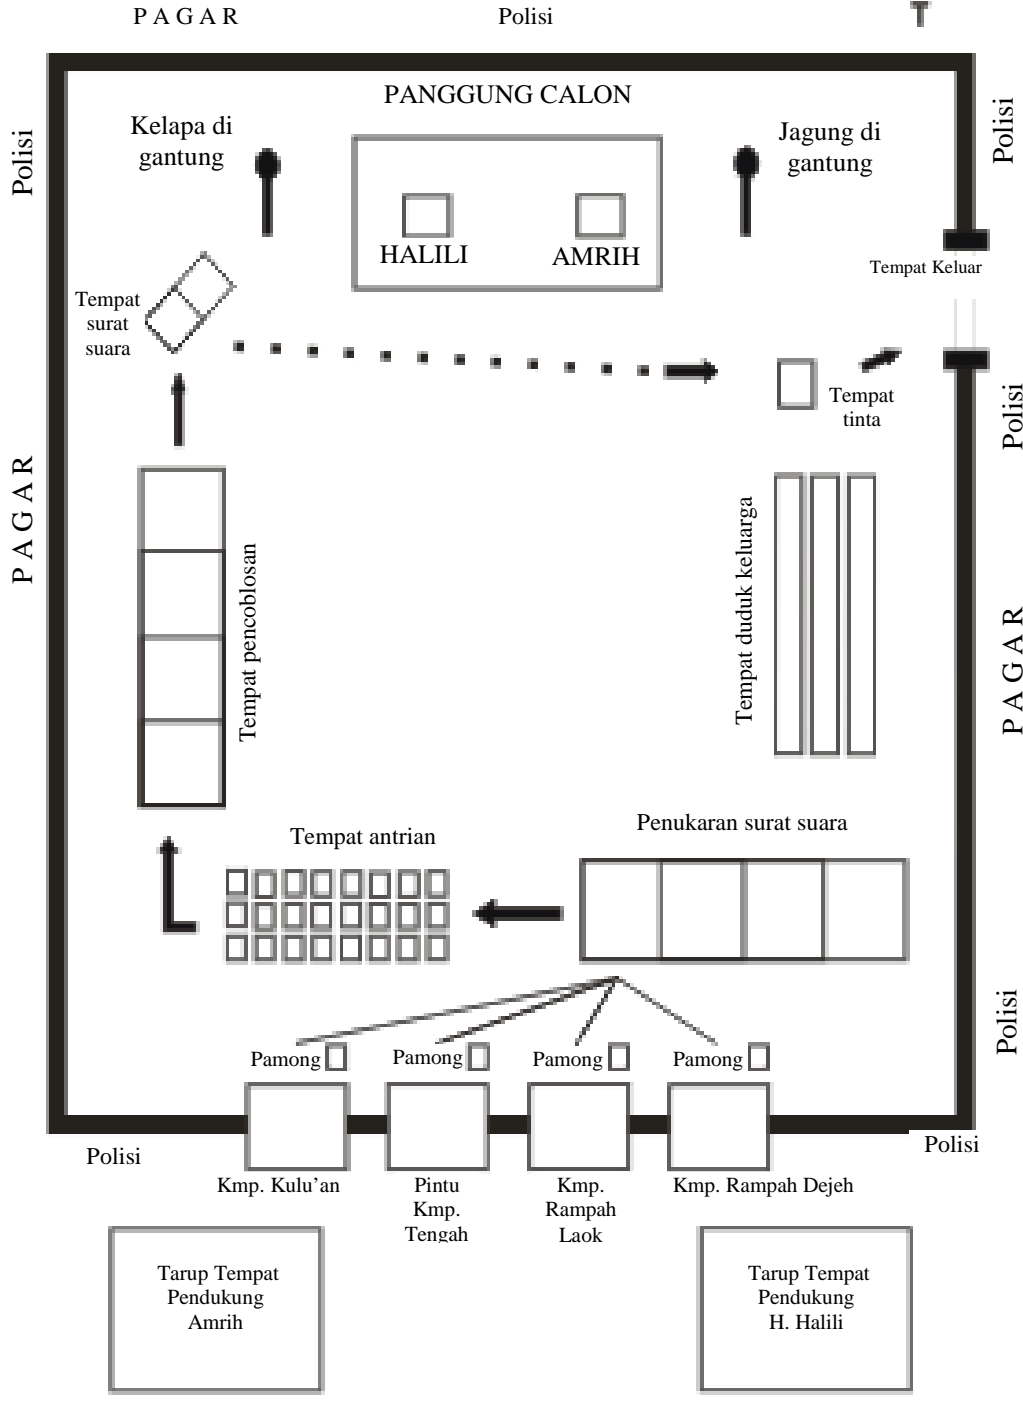 P A G A R
Polisi
T
PANGGUNG CALON
Kelapa di
gantung
Jagung di
gantung
Polisi
Polisi
HALILI
AMRIH
Tempat Keluar
Tempat
surat
suara
Tempat
tinta
Polisi
P A G A R
Tempat pencoblosan
Tempat duduk keluarga
P A G A R
Tempat antrian
Penukaran surat suara
Polisi
Pamong
Pamong
Pamong
Pamong
Polisi
Polisi
Kmp. Kulu’an
Pintu
Kmp.
Tengah
Kmp.
Rampah
Laok
Kmp. Rampah Dejeh
Tarup Tempat
Pendukung
Amrih
Tarup Tempat
Pendukung
H. Halili